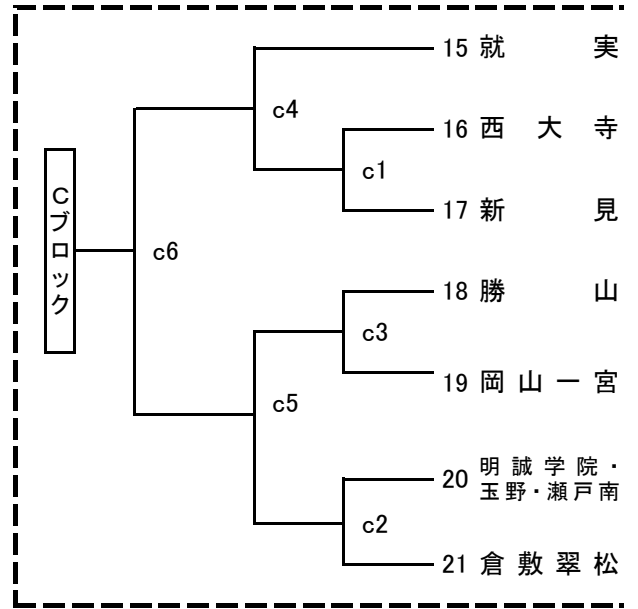 15 就実
c4
16 西大寺
c1
17 新見
Cブロック
c6
18 勝山
c3
19 岡山一宮
c5
20 明誠学院・
玉野・瀬戸南
c2
21 倉敷翠松